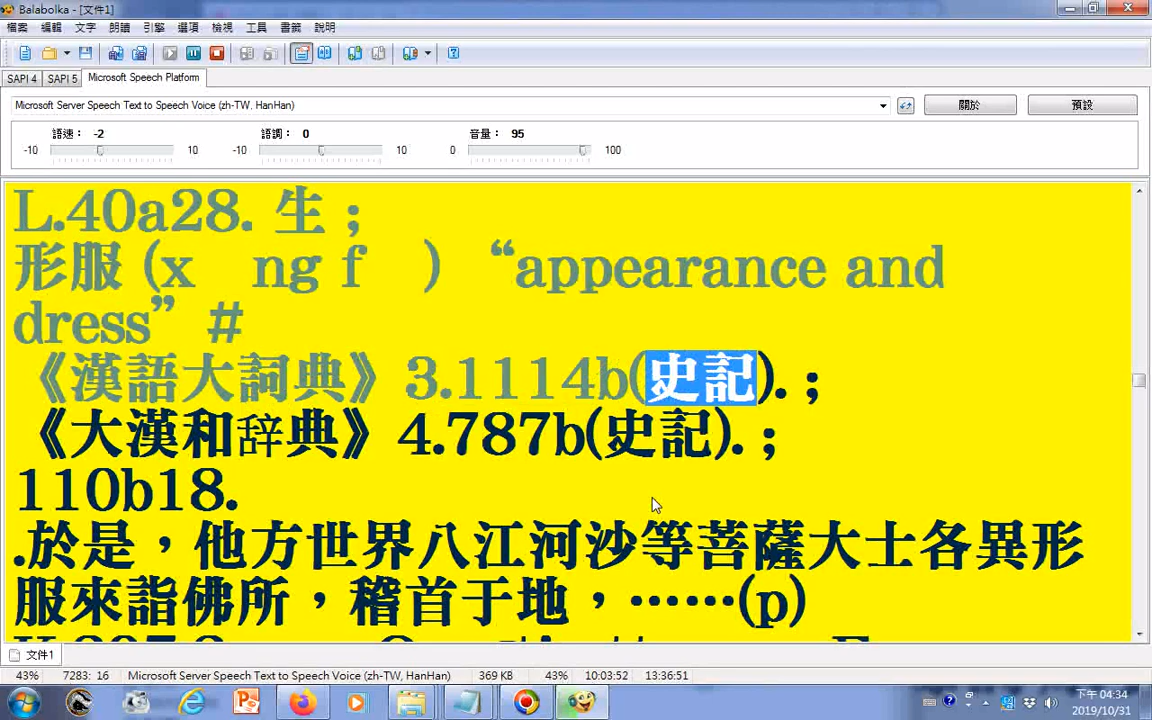 Balabolka - [文件1]
檔案 編輯 文字 朗讀 引擎 選項 檢視 工具 書籤 說明
SAPI 4 SAPI 5 Microsoft Speech Platform
Microsoft Server Speech Text to Speech Voice (zh-TW, HanHan) 關於 預設
語速： -2 語調： 0 音量： 95
-10 10 -10 10 0 100
L.40a28. 生；
形服 (x ng f ) “appearance and
dress” #
《漢語大詞典》 3.1114b(史記). ;
《大漢和辞典》 4.787b(史記). ;
110b18.
.於是，他方世界八江河沙等菩薩大士各異形
服來詣佛所，稽首于地，……(p)
文件1
43% 7283: 16 Microsoft Server Speech Text to Speech Voice (zh-TW, HanHan) 369 KB 43% 10:03:52 13:36:51
下午 04:34
2019/10/31